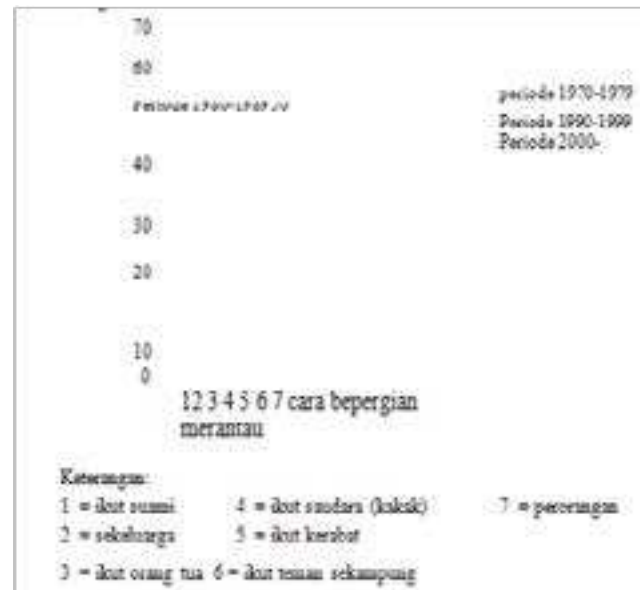 70
60
periode 1970-1979
Periode 1990-1999
Periode 2000-
40
30
20
10
0
1 2 3 4 5 6 7 cara bepergian
merantau
Keterangan:
1 = ikut suami 4 = ikut saudara (kakak) 7 = perorangan
2 = sekeluarga 5 = ikut kerabat
3 = ikut orang tua 6 = ikut teman sekampung